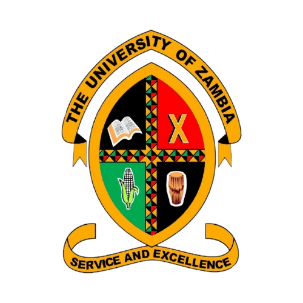 THE UNIVERSITY OF ZAMBIA
SERVICE AND EXCELLENCE